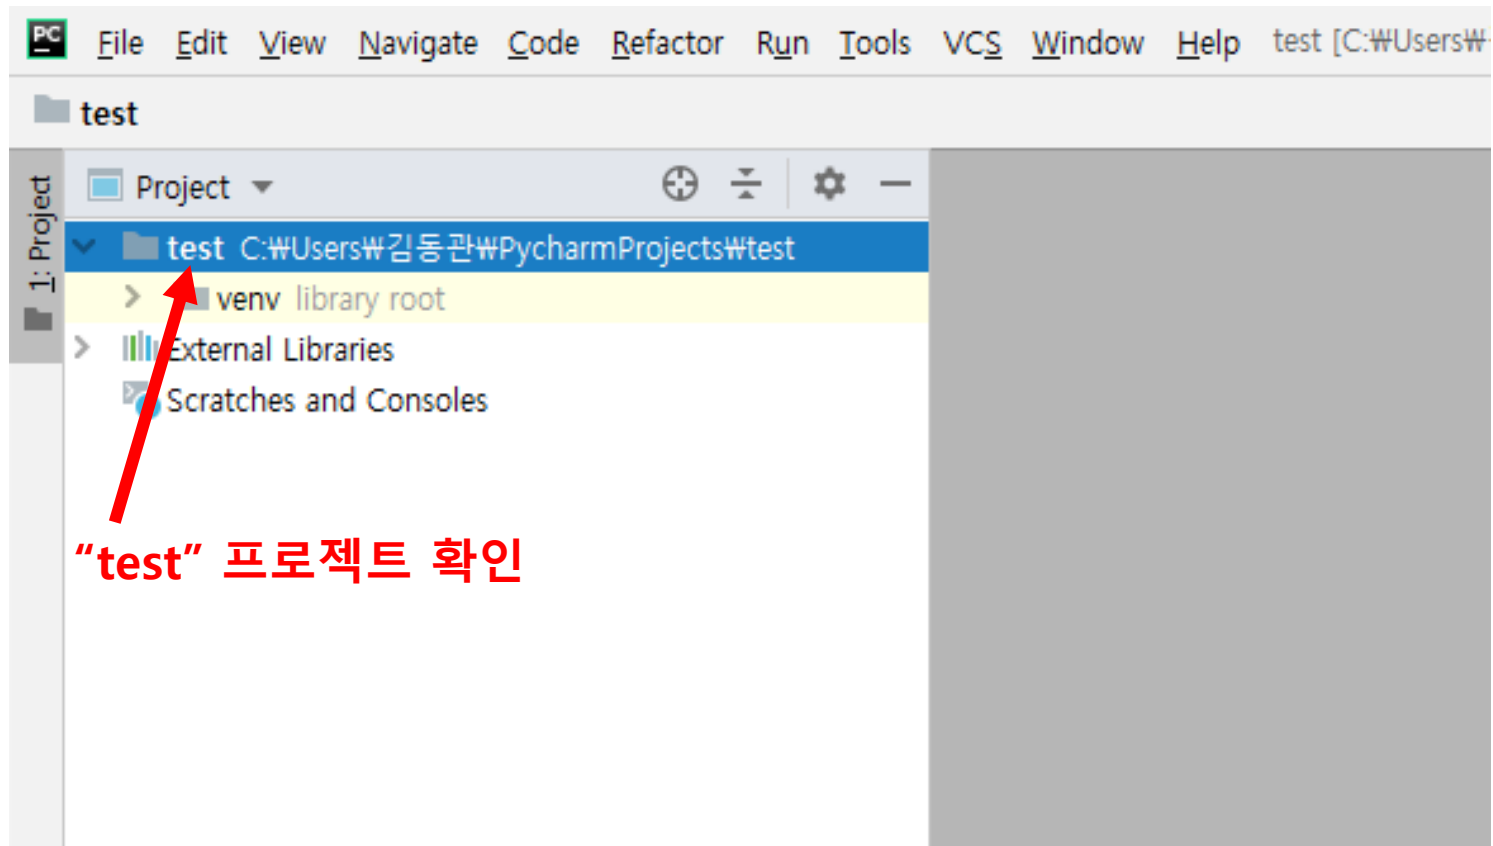 PC File Edit View Navigate Code Refactor Run Tools VCS Window Help test [C:₩Users₩
test
1: Project
Project
test C:₩Users₩김동관₩PycharmProjects₩test
venv library root
External Libraries
Scratches and Consoles
“test” 프로젝트 확인